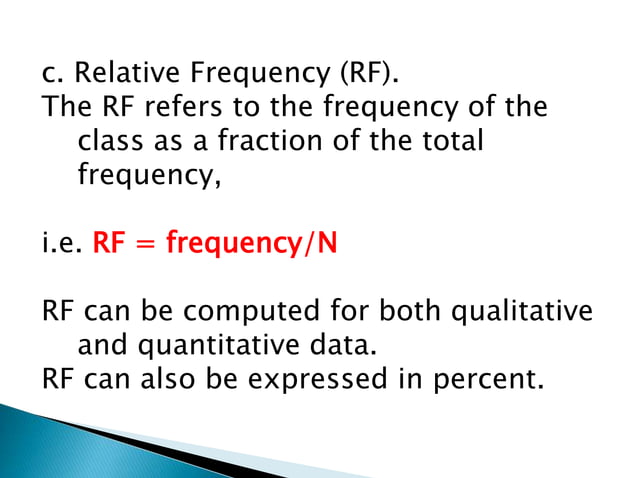 c. Relative Frequency (RF).
The RF refers to the frequency of the
class as a fraction of the total
frequency,
i.e. RF = frequency/N
RF can be computed for both qualitative
and quantitative data.
RF can also be expressed in percent.